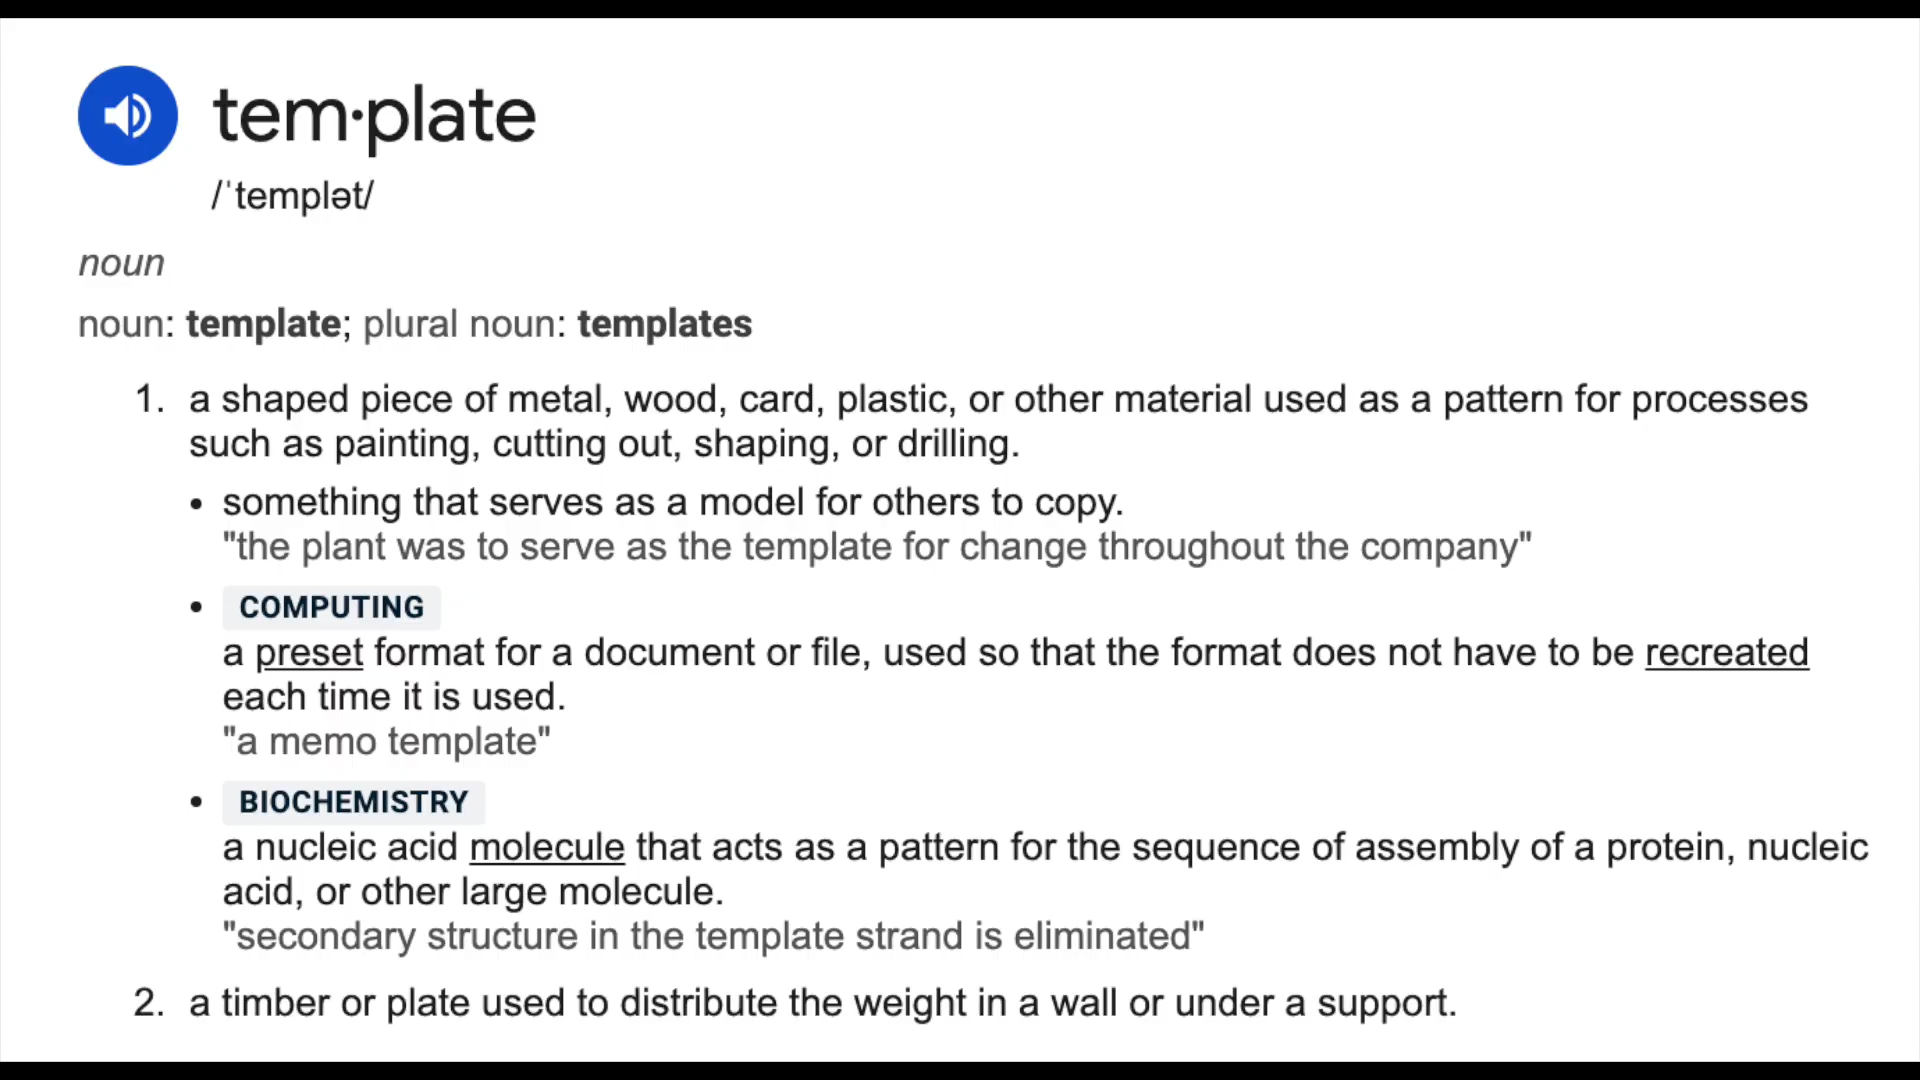 tem·plate
/ˈtemplət/
noun
noun: template; plural noun: templates
1. a shaped piece of metal, wood, card, plastic, or other material used as a pattern for processes
such as painting, cutting out, shaping, or drilling.
• something that serves as a model for others to copy.
"the plant was to serve as the template for change throughout the company"
• COMPUTING
a preset format for a document or file, used so that the format does not have to be recreated
each time it is used.
"a memo template"
• BIOCHEMISTRY
a nucleic acid molecule that acts as a pattern for the sequence of assembly of a protein, nucleic
acid, or other large molecule.
"secondary structure in the template strand is eliminated"
2. a timber or plate used to distribute the weight in a wall or under a support.